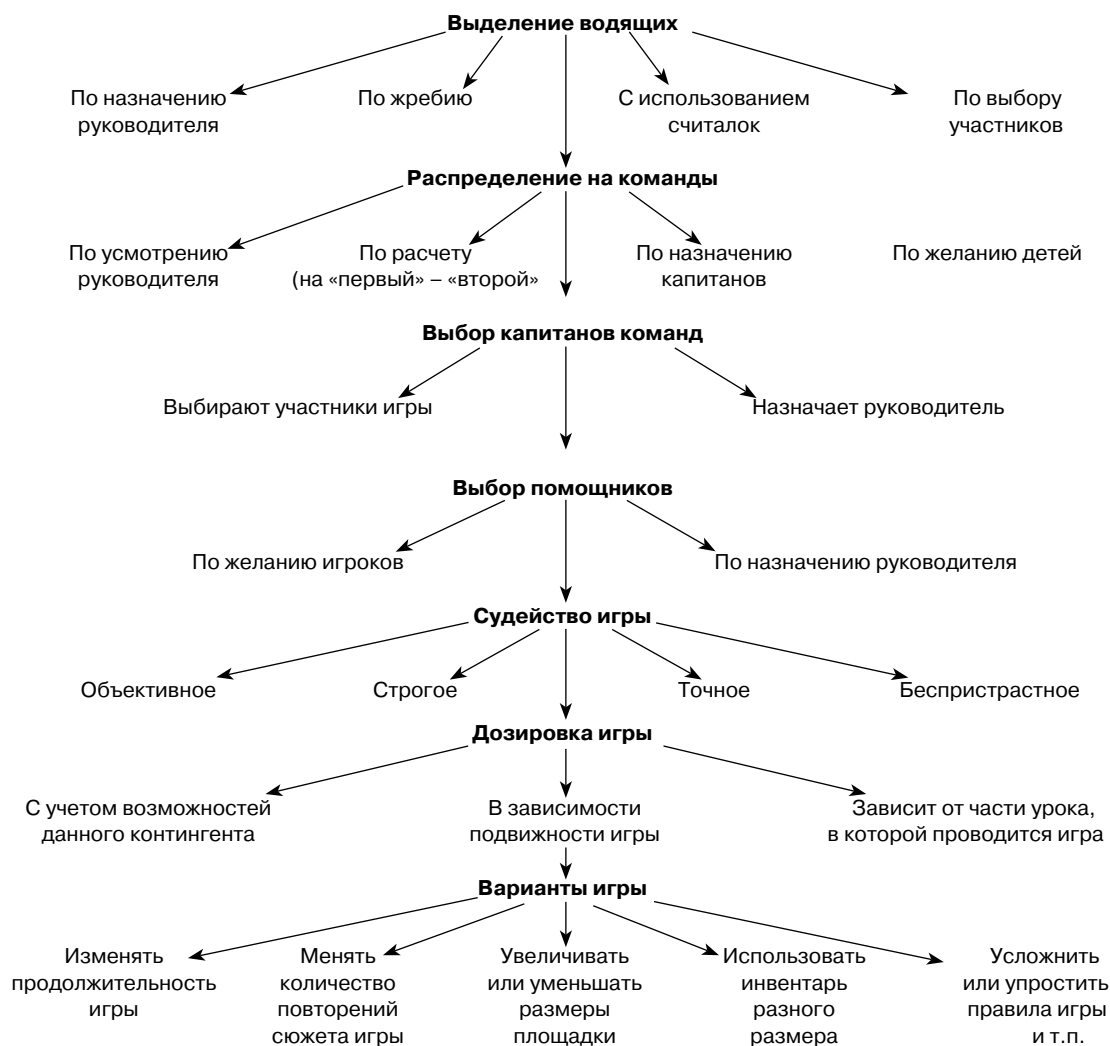 Выделение водящих
По назначению
руководителя
По жребию
С использованием
считалок
По выбору
участников
Распределение на команды
По усмотрению
руководителя
По расчету
(на «первый» – «второй»
По назначению
капитанов
По желанию детей
Выбор капитанов команд
Выбирают участники игры
Назначает руководитель
Выбор помощников
По желанию игроков
По назначению руководителя
Судейство игры
Объективное
Строгое
Точное
Беспристрастное
Дозировка игры
С учетом возможностей
данного контингента
В зависимости
подвижности игры
Зависит от части урока,
в которой проводится игра
Варианты игры
Изменять
продолжительность
игры
Менять
количество
повторений
сюжета игры
Увеличивать
или уменьшать
размеры
площадки
Использовать
инвентарь
разного
размера
Усложнить
или упростить
правила игры
и т.п.